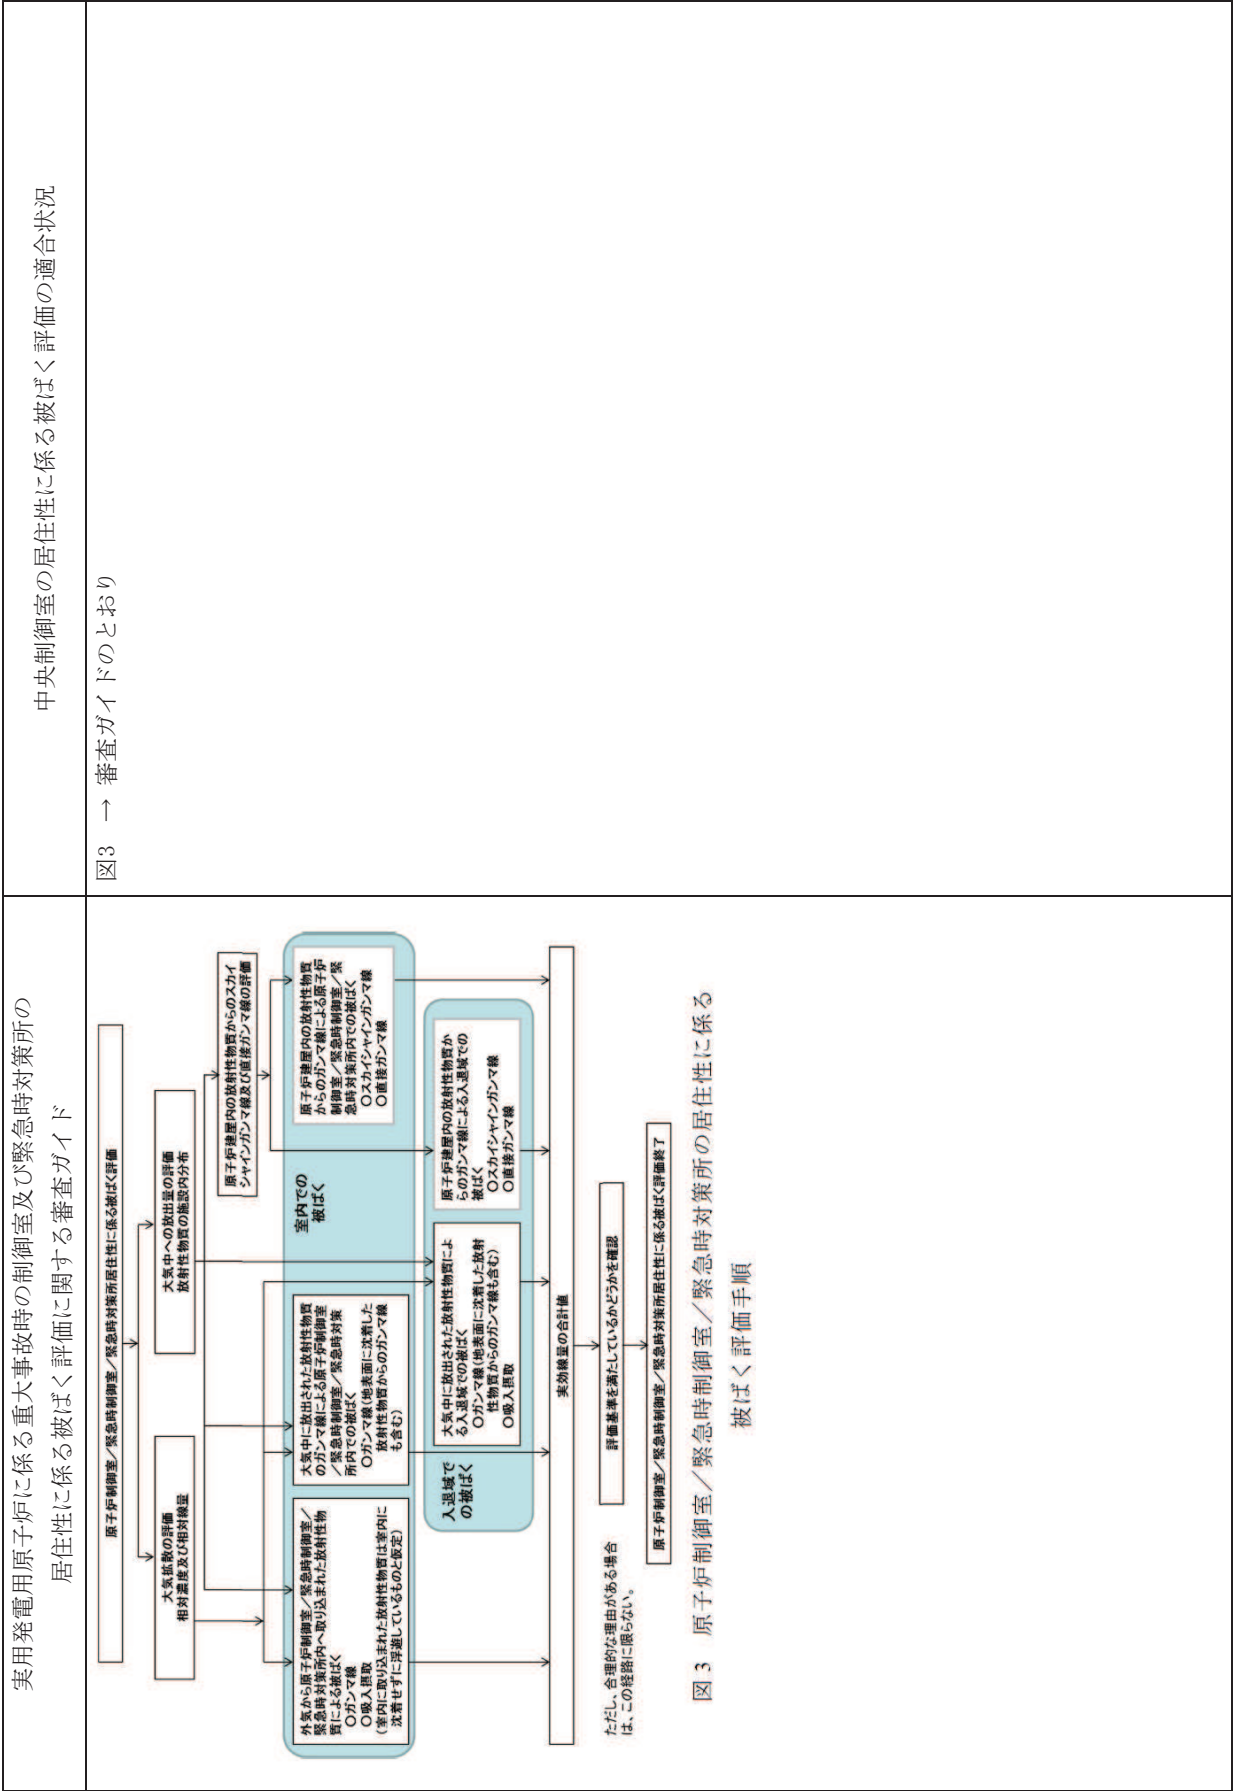 実用発電用原子炉に係る重大事故時の制御室及び緊急時対策所の
居住性に係る被ばく評価に関する審査ガイド
中央制御室の居住性に係る被ばく評価の適合状況
原子炉制御室／緊急時制御室／緊急時対策所居住性に係る被ばく評価
大気拡散の評価
相対濃度及び相対線量
大気中への放出量の評価
放射性物質の施設内分布
原子炉建屋内の放射性物質からのスカイ
シャインガンマ線及び直接ガンマ線の評価
外気から原子炉制御室／緊急時制御室／
緊急時対策所内へ取り込まれた放射性物
質による被ばく
○ガンマ線
○吸入摂取
（室内に取り込まれた放射性物質は室内に
沈着せずに浮遊しているものと仮定）
大気中に放出された放射性物質
のガンマ線による原子炉制御室
／緊急時制御室／緊急時対策
所内での被ばく
○ガンマ線（地表面に沈着した
放射性物質からのガンマ線
も含む）
室内での
被ばく
原子炉建屋内の放射性物質
からのガンマ線による原子炉
制御室／緊急時制御室／緊
急時対策所内での被ばく
○スカイシャインガンマ線
○直接ガンマ線
入退域で
の被ばく
大気中に放出された放射性物質によ
る入退域での被ばく
○ガンマ線（地表面に沈着した放射
性物質からのガンマ線も含む）
○吸入摂取
原子炉建屋内の放射性物質か
らのガンマ線による入退域での
被ばく
○スカイシャインガンマ線
○直接ガンマ線
実効線量の合計値
ただし、合理的な理由がある場合
は、この経路に限らない。
評価基準を満たしているかどうかを確認
原子炉制御室／緊急時制御室／緊急時対策所居住性に係る被ばく評価終了
図 3 原子炉制御室／緊急時制御室／緊急時対策所の居住性に係る
被ばく評価手順
図3 → 審査ガイドのとおり